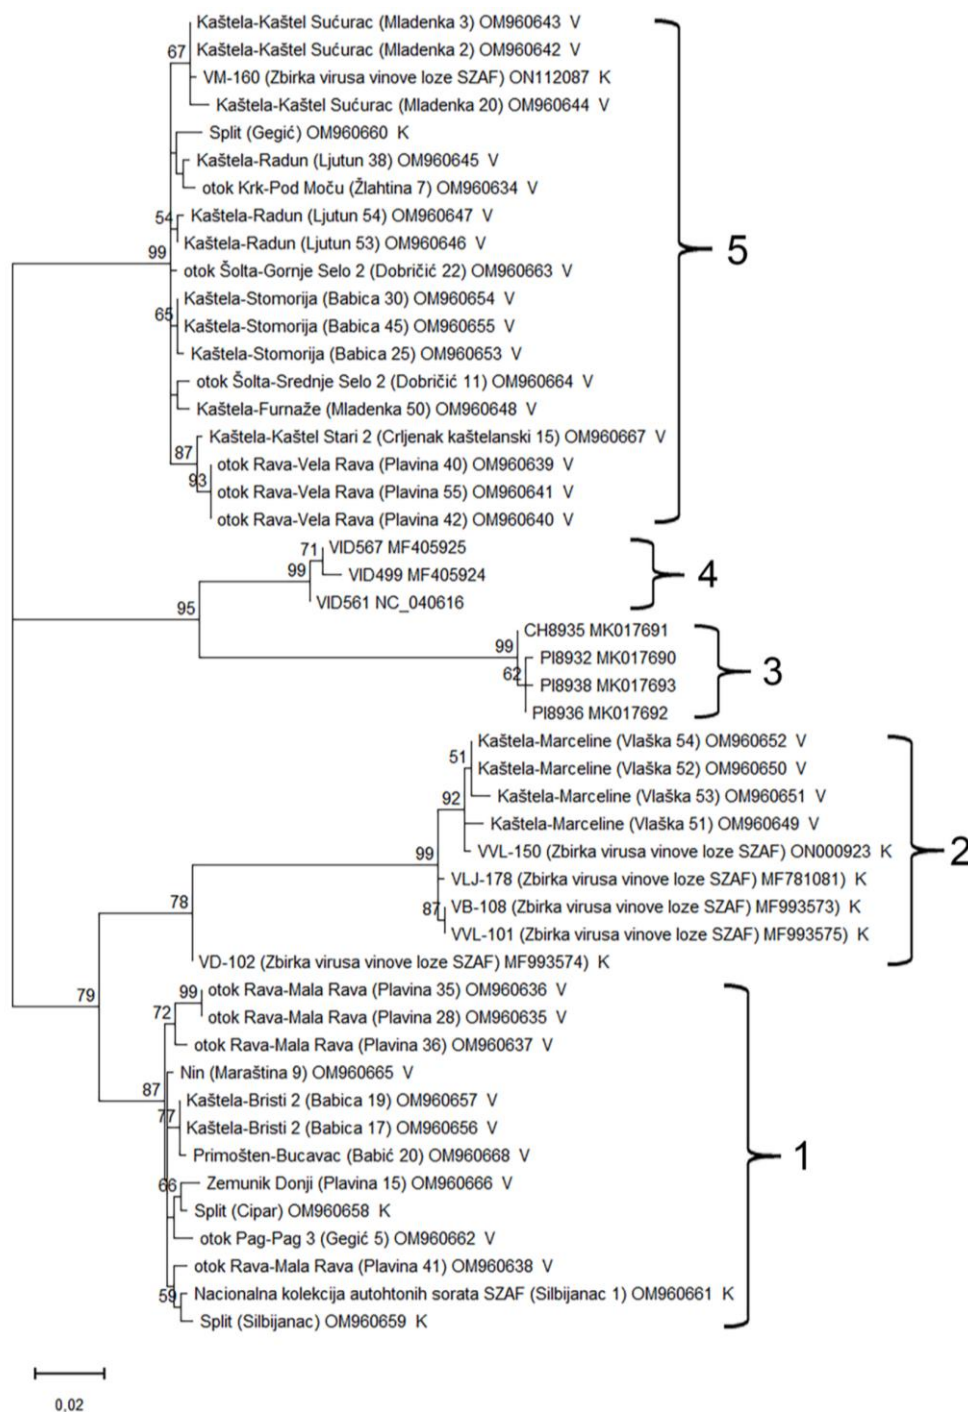 Kaštela-Kaštel Sućurac (Mladenka 3) OM960643 V
67
Kaštela-Kaštel Sućurac (Mladenka 2) OM960642 V
VM-160 (Zbirka virusa vinove loze SZAF) ON112087 K
Kaštela-Kaštel Sućurac (Mladenka 20) OM960644 V
Split (Gegić) OM960660 K
Kaštela-Radun (Ljutun 38) OM960645 V
otok Krk-Pod Moču (Žlahtina 7) OM960634 V
54
Kaštela-Radun (Ljutun 54) OM960647 V
Kaštela-Radun (Ljutun 53) OM960646 V
5
99
otok Šolta-Gornje Selo 2 (Dobričić 22) OM960663 V
Kaštela-Stomorija (Babica 30) OM960654 V
65
Kaštela-Stomorija (Babica 45) OM960655 V
Kaštela-Stomorija (Babica 25) OM960653 V
otok Šolta-Srednje Selo 2 (Dobričić 11) OM960664 V
Kaštela-Furnaže (Mladenka 50) OM960648 V
Kaštela-Kaštel Stari 2 (Crljenak kaštelanski 15) OM960667 V
87
otok Rava-Vela Rava (Plavina 40) OM960639 V
93
otok Rava-Vela Rava (Plavina 55) OM960641 V
otok Rava-Vela Rava (Plavina 42) OM960640 V
71
VID567 MF405925
99
VID499 MF405924
4
VID561 NC_040616
95
CH8935 MK017691
99
PI8932 MK017690
62
PI8938 MK017693
3
PI8936 MK017692
Kaštela-Marceline (Vlaška 54) OM960652 V
51
Kaštela-Marceline (Vlaška 52) OM960650 V
92
Kaštela-Marceline (Vlaška 53) OM960651 V
Kaštela-Marceline (Vlaška 51) OM960649 V
99
VVL-150 (Zbirka virusa vinove loze SZAF) ON000923 K
2
VLJ-178 (Zbirka virusa vinove loze SZAF) MF781081) K
78
87
VB-108 (Zbirka virusa vinove loze SZAF) MF993573) K
VVL-101 (Zbirka virusa vinove loze SZAF) MF993575) K
VD-102 (Zbirka virusa vinove loze SZAF) MF993574) K
79
99
otok Rava-Mala Rava (Plavina 35) OM960636 V
72
otok Rava-Mala Rava (Plavina 28) OM960635 V
otok Rava-Mala Rava (Plavina 36) OM960637 V
Nin (Maraština 9) OM960665 V
87
Kaštela-Bristi 2 (Babica 19) OM960657 V
77
Kaštela-Bristi 2 (Babica 17) OM960656 V
Primošten-Bucavac (Babić 20) OM960668 V
1
66
Zemunik Donji (Plavina 15) OM960666 V
Split (Cipar) OM960658 K
otok Pag-Pag 3 (Gegić 5) OM960662 V
otok Rava-Mala Rava (Plavina 41) OM960638 V
59
Nacionalna kolekcija autohtonih sorata SZAF (Silbijanac 1) OM960661 K
Split (Silbijanac) OM960659 K
0,02